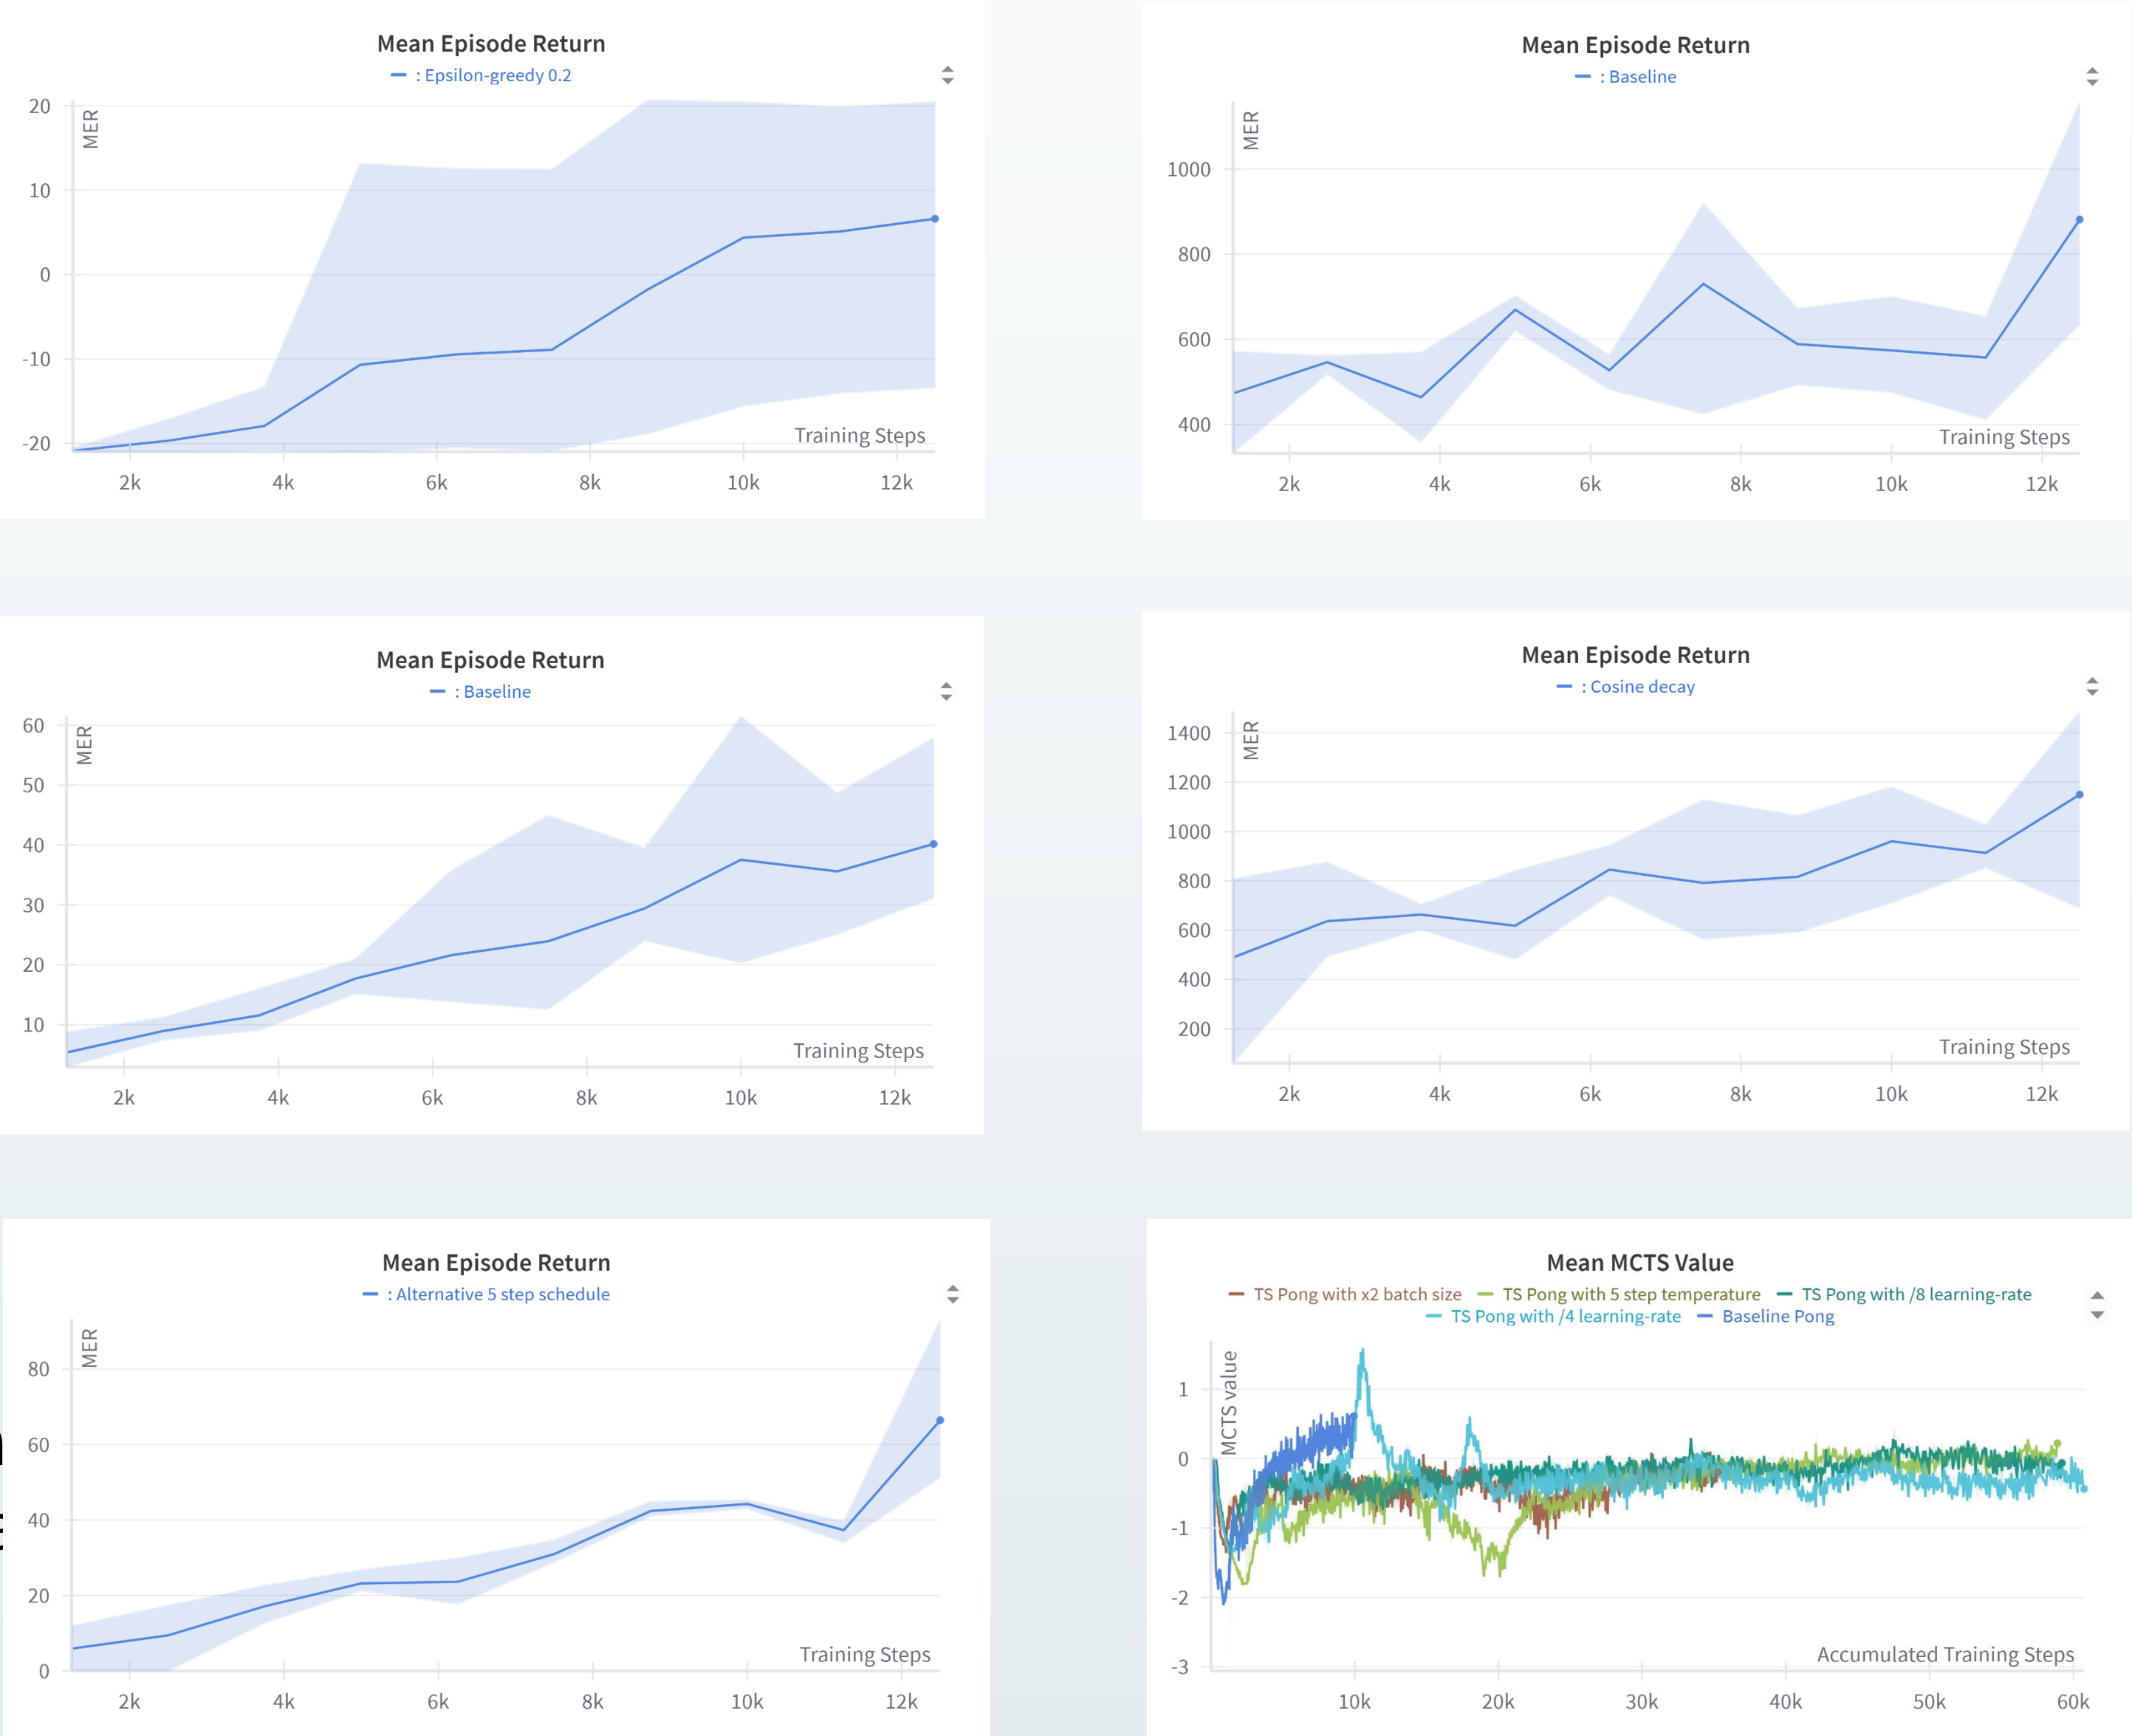 Mean Episode Return
: Epsilon-greedy 0.2
MER
20
10
0
-10
-20
Training Steps
2k 4k 6k 8k 10k 12k
Mean Episode Return
: Baseline
MER
1000
800
600
400
Training Steps
2k 4k 6k 8k 10k 12k
Mean Episode Return
: Baseline
MER
60
50
40
30
20
10
Training Steps
2k 4k 6k 8k 10k 12k
Mean Episode Return
: Cosine decay
MER
1400
1200
1000
800
600
400
200
Training Steps
2k 4k 6k 8k 10k 12k
Mean Episode Return
: Alternative 5 step schedule
MER
80
60
40
20
0
Training Steps
2k 4k 6k 8k 10k 12k
Mean MCTS Value
TS Pong with x2 batch size TS Pong with 5 step temperature TS Pong with /8 learning-rate
TS Pong with /4 learning-rate Baseline Pong
MCTS value
1
0
-1
-2
-3
Accumulated Training Steps
10k 20k 30k 40k 50k 60k